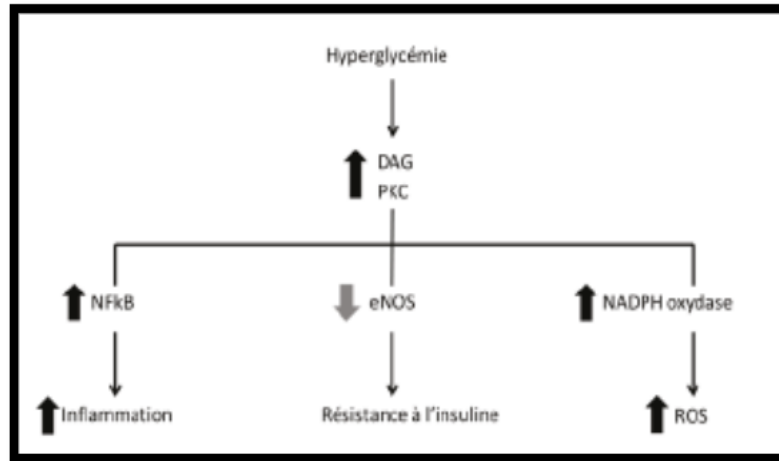 Hyperglycémie
DAG
PKC
NFkB
eNOS
NADPH oxydase
Inflammation
Résistance à l'insuline
ROS